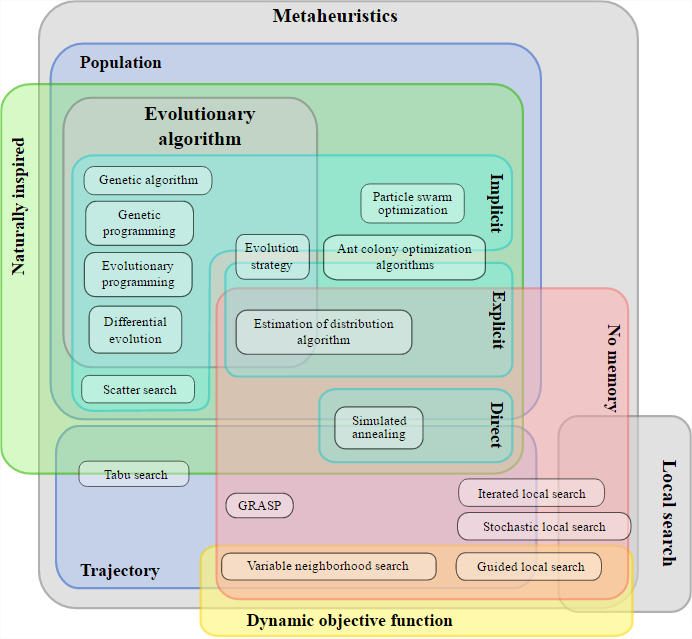 Metaheuristics
Population
Evolutionary
algorithm
Naturally inspired
Genetic algorithm
Implicit
Particle swarm
optimization
Genetic
programming
Evolution
strategy
Ant colony optimization
algorithms
Evolutionary
programming
Explicit
Differential
evolution
Estimation of distribution
algorithm
No memory
Scatter search
Direct
Simulated
annealing
Tabu search
Local search
Iterated local search
GRASP
Stochastic local search
Trajectory
Variable neighborhood search
Guided local search
Dynamic objective function